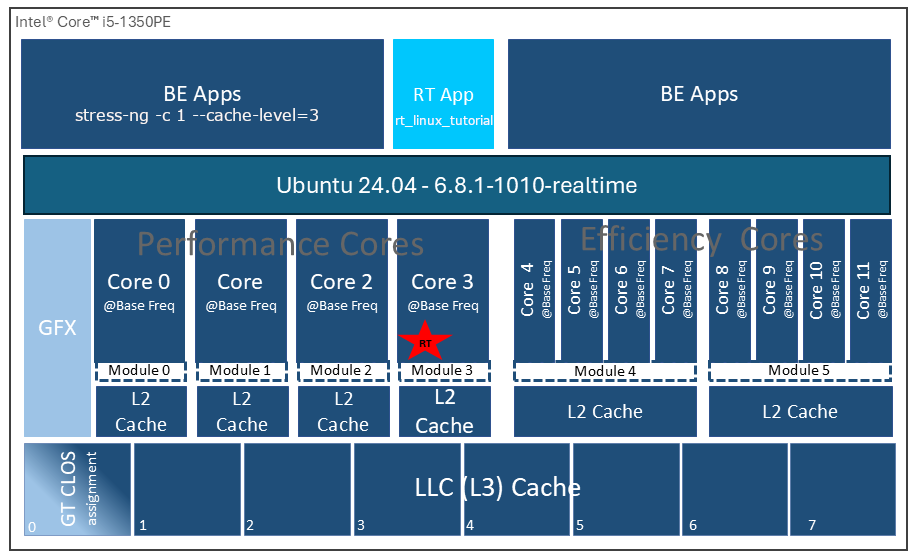 Intel® Core™ i5-1350PE
BE Apps
stress-ng -c 1 --cache-level=3
RT App
rt_linux_tutorial
BE Apps
Ubuntu 24.04 - 6.8.1-1010-realtime
Performance Cores
Efficiency Cores
GFX
Core 0
@Base Freq
Core
@Base Freq
Core 2
@Base Freq
Core 3
@Base Freq
RT
Core 4
@Base Freq
Core 5
@Base Freq
Core 6
@Base Freq
Core 7
@Base Freq
Core 8
@Base Freq
Core 9
@Base Freq
Core 10
@Base Freq
Core 11
@Base Freq
Module 0
Module 1
Module 2
Module 3
Module 4
Module 5
L2
Cache
L2
Cache
L2
Cache
L2
Cache
L2 Cache
L2 Cache
GT CLOS
assignment
LLC (L3) Cache
0
1
2
3
4
5
6
7